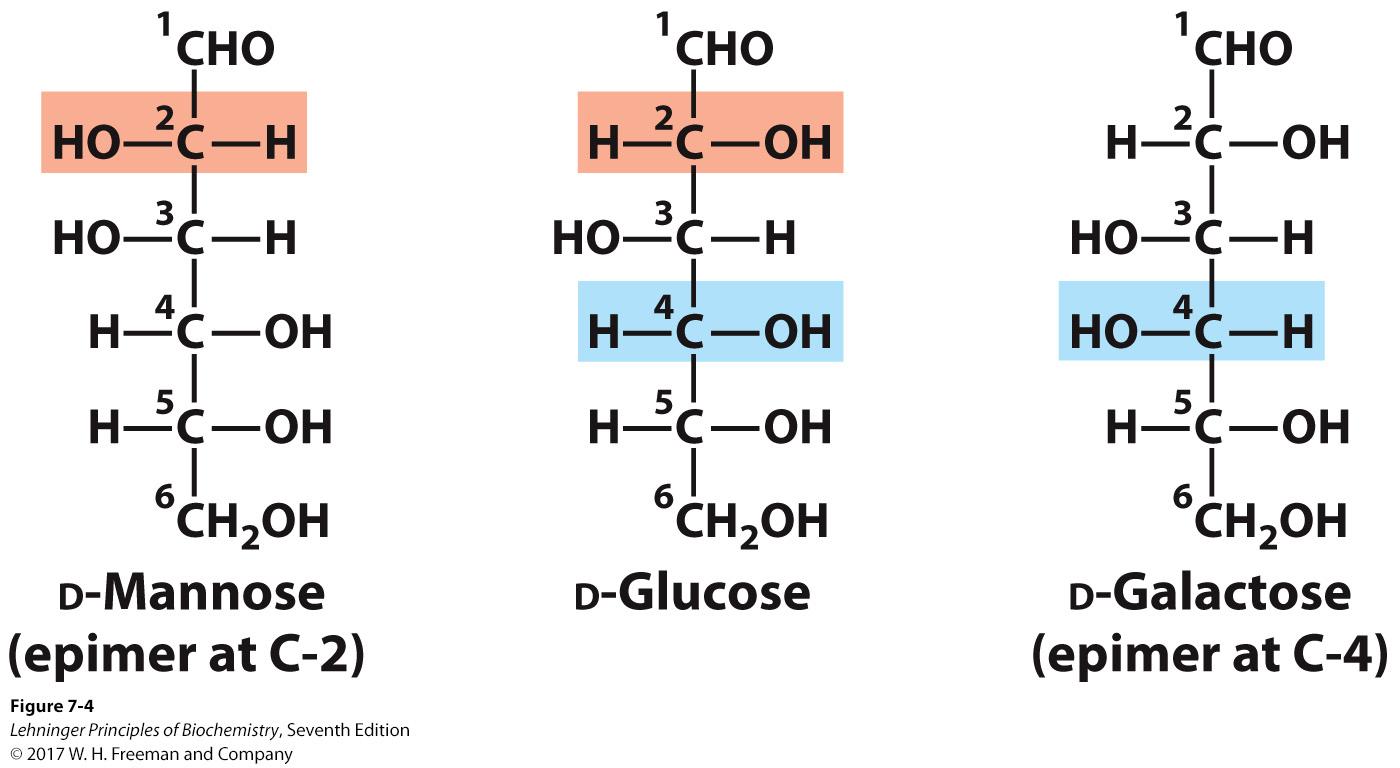 1CHO 1CHO 1CHO
HO—2C—H H—2C—OH H—2C—OH
HO—3C—H HO—3C—H HO—3C—H
H—4C—OH H—4C—OH HO—4C—H
H—5C—OH H—5C—OH H—5C—OH
6CH2OH 6CH2OH 6CH2OH
D-Mannose D-Glucose D-Galactose
(epimer at C-2) (epimer at C-4)
Figure 7-4
Lehninger Principles of Biochemistry, Seventh Edition
© 2017 W. H. Freeman and Company